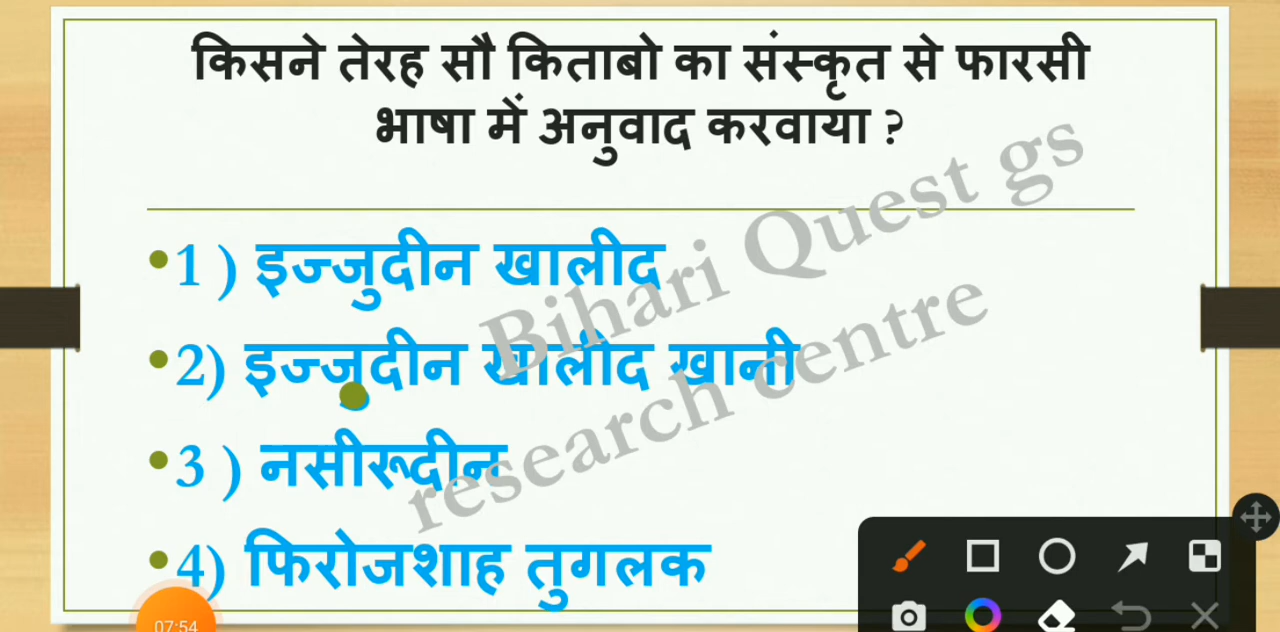 किसने तेरह सौ किताबो का संस्कृत से फारसी
भाषा में अनुवाद करवाया ?
•1 ) इज्जुदीन खालीद
•2) इज्जुदीन खालीद खानी
•3 ) नसीरूदीन
•4) फिरोजशाह तुगलक
Bihari Quest gs
research centre
07:54